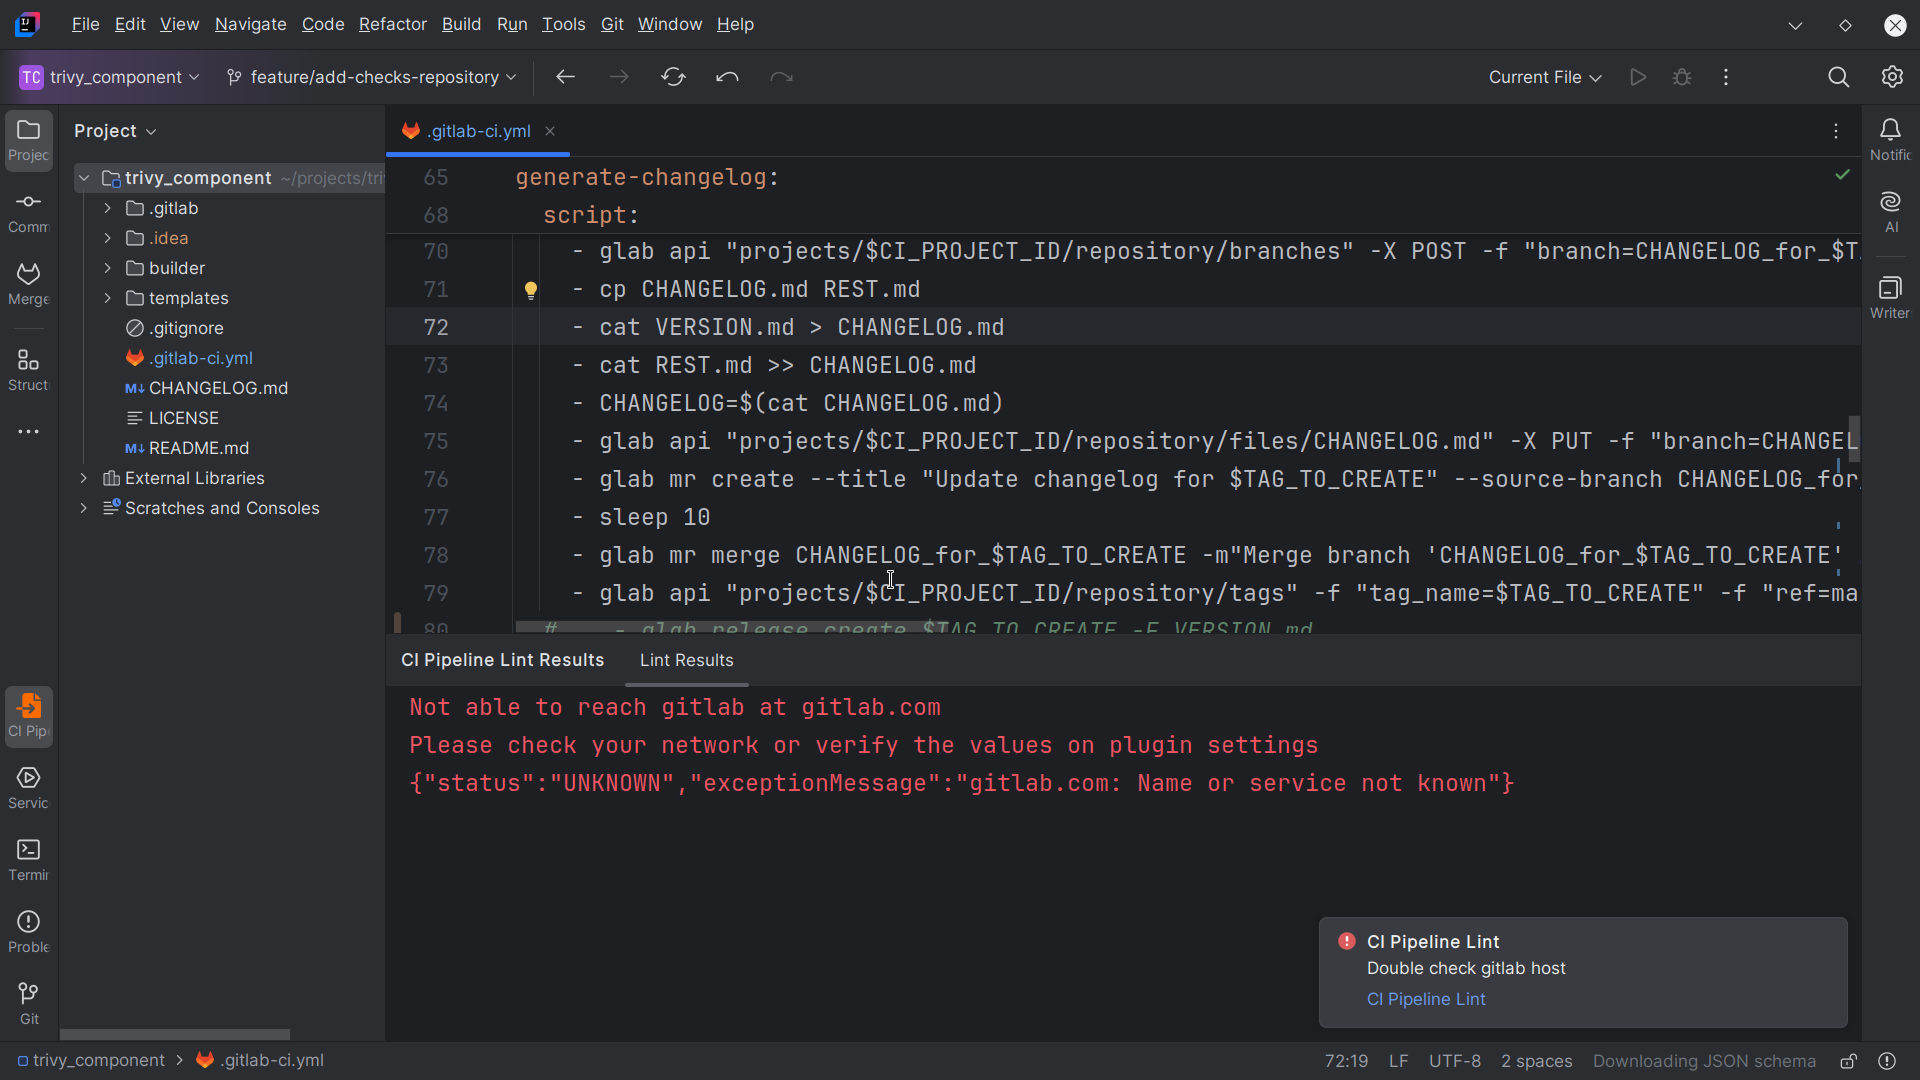 File Edit View Navigate Code Refactor Build Run Tools Git Window Help
TC trivy_component feature/add-checks-repository Current File
Project
.gitlab-ci.yml
Projec
Comm
Merge
Struct
CI Pip
Servic
Termin
Proble
Git
trivy_component ~/projects/tri
.gitlab
.idea
builder
templates
.gitignore
.gitlab-ci.yml
M↓ CHANGELOG.md
LICENSE
M↓ README.md
External Libraries
Scratches and Consoles
65 generate-changelog:
68 script:
70 - glab api "projects/$CI_PROJECT_ID/repository/branches" -X POST -f "branch=CHANGELOG_for_$T
71 - cp CHANGELOG.md REST.md
72 - cat VERSION.md > CHANGELOG.md
73 - cat REST.md >> CHANGELOG.md
74 - CHANGELOG=$(cat CHANGELOG.md)
75 - glab api "projects/$CI_PROJECT_ID/repository/files/CHANGELOG.md" -X PUT -f "branch=CHANGEL
76 - glab mr create --title "Update changelog for $TAG_TO_CREATE" --source-branch CHANGELOG_for_
77 - sleep 10
78 - glab mr merge CHANGELOG_for_$TAG_TO_CREATE -m"Merge branch 'CHANGELOG_for_$TAG_TO_CREATE'
79 - glab api "projects/$CI_PROJECT_ID/repository/tags" -f "tag_name=$TAG_TO_CREATE" -f "ref=ma
80 # - glab release create $TAG_TO_CREATE -F VERSION.md
Notific
AI
Writer
CI Pipeline Lint Results Lint Results
Not able to reach gitlab at gitlab.com
Please check your network or verify the values on plugin settings
{"status":"UNKNOWN","exceptionMessage":"gitlab.com: Name or service not known"}
CI Pipeline Lint
Double check gitlab host
CI Pipeline Lint
trivy_component > .gitlab-ci.yml 72:19 LF UTF-8 2 spaces Downloading JSON schema